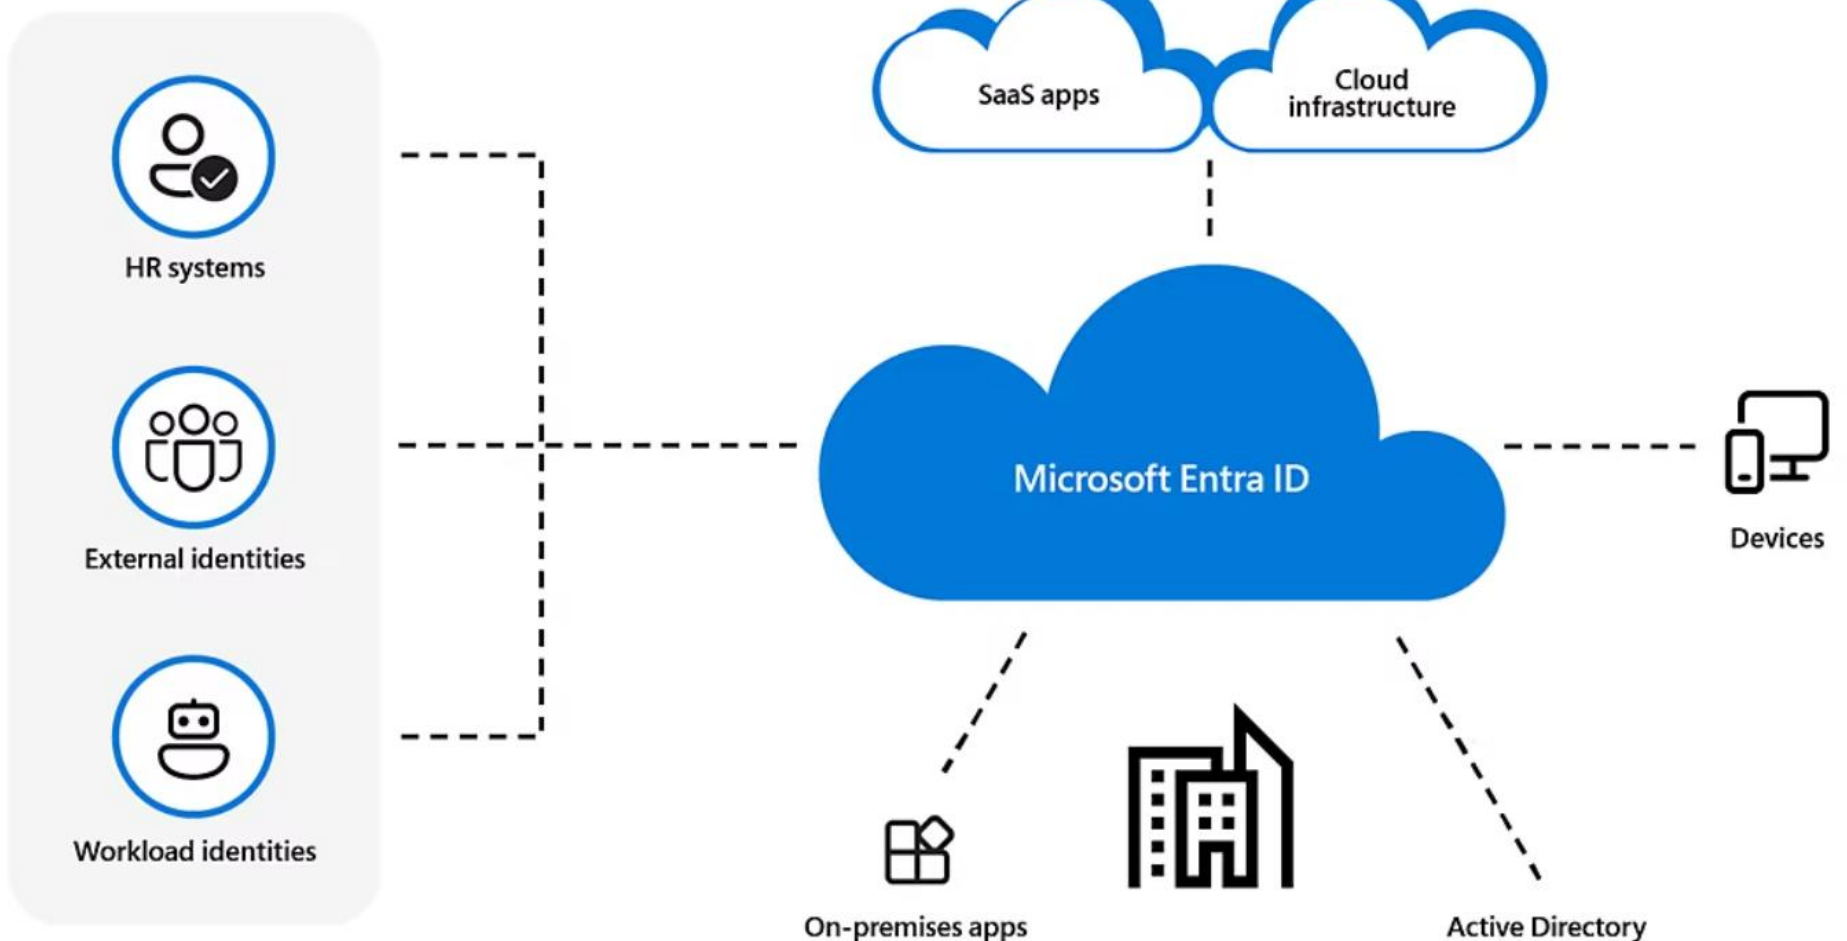 SaaS apps
Cloud
infrastructure
HR systems
Microsoft Entra ID
Devices
External identities
Workload identities
On-premises apps
Active Directory